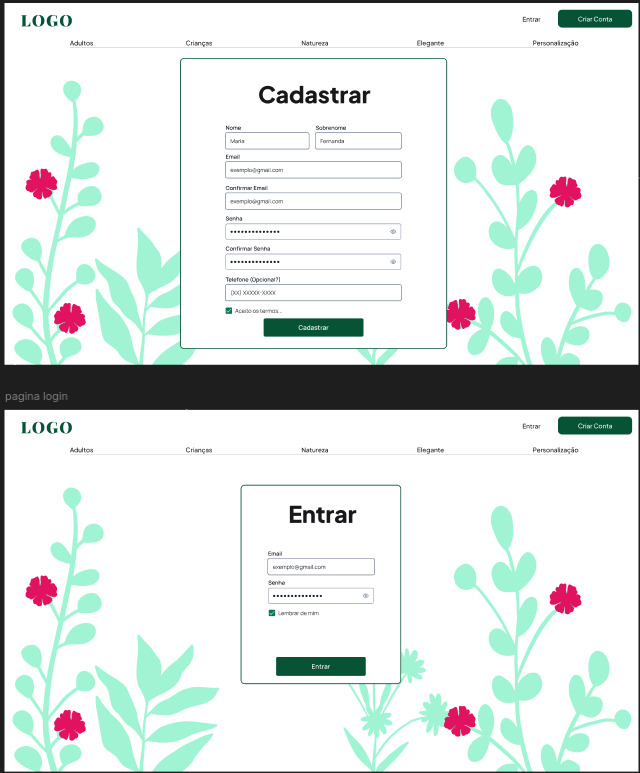 LOGO
Entrar
Criar Conta
Adultos
Crianças
Natureza
Elegante
Personalização
Cadastrar
Nome
Sobrenome
Maria
Fernanda
Email
exemplo@gmail.com
Confirmar Email
exemplo@gmail.com
Senha
Confirmar Senha
Telefone (Opcional?)
(XX) XXXXX-XXXX
Aceito os termos...
Cadastrar
pagina login
LOGO
Entrar
Criar Conta
Adultos
Crianças
Natureza
Elegante
Personalização
Entrar
Email
exemplo@gmail.com
Senha
Lembrar de mim
Entrar